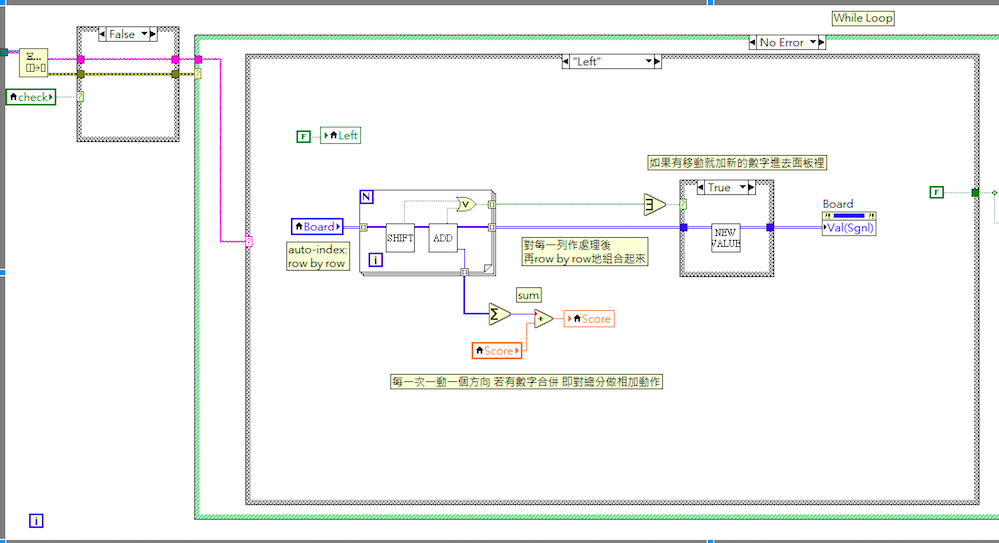 While Loop
False
No Error
"Left"
check
F
Left
如果有移動就加新的數字進去面板裡
True
F
N
Board
SHIFT
ADD
i
auto-index:
row by row
對每一列作處理後
再row by row地組合起來
NEW
VALUE
Board
Val(Sgnl)
sum
Σ
+
Score
Score
每一次一動一個方向 若有數字合併 即對總分做相加動作
i